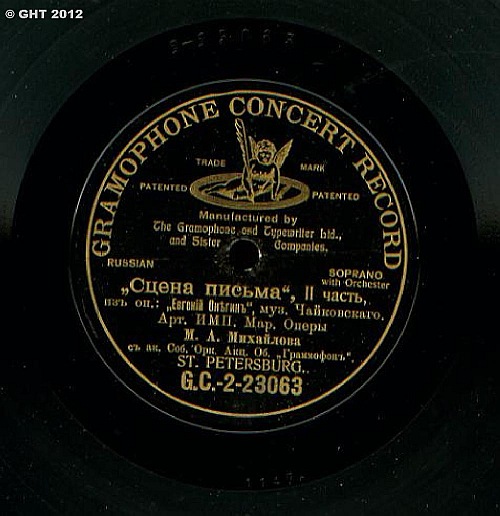 © GHT 2012
GRAMOPHONE CONCERT RECORD
TRADE MARK
PATENTED PATENTED
Manufactured by
The Gramophone and Typewriter Ltd.,
and Sister Companies.
RUSSIAN
SOPRANO
with Orchester
„Сцена письма“, II часть,
изъ оп.: „Евгеній Онѣгинъ“, муз. Чайковскаго.
Арт. ИМП. Мар. Оперы
М. А. Михайлова
съ ак. Соб. Орк. Акц. Об. „Граммофонъ“.
ST. PETERSBURG.
G.C.-2-23063